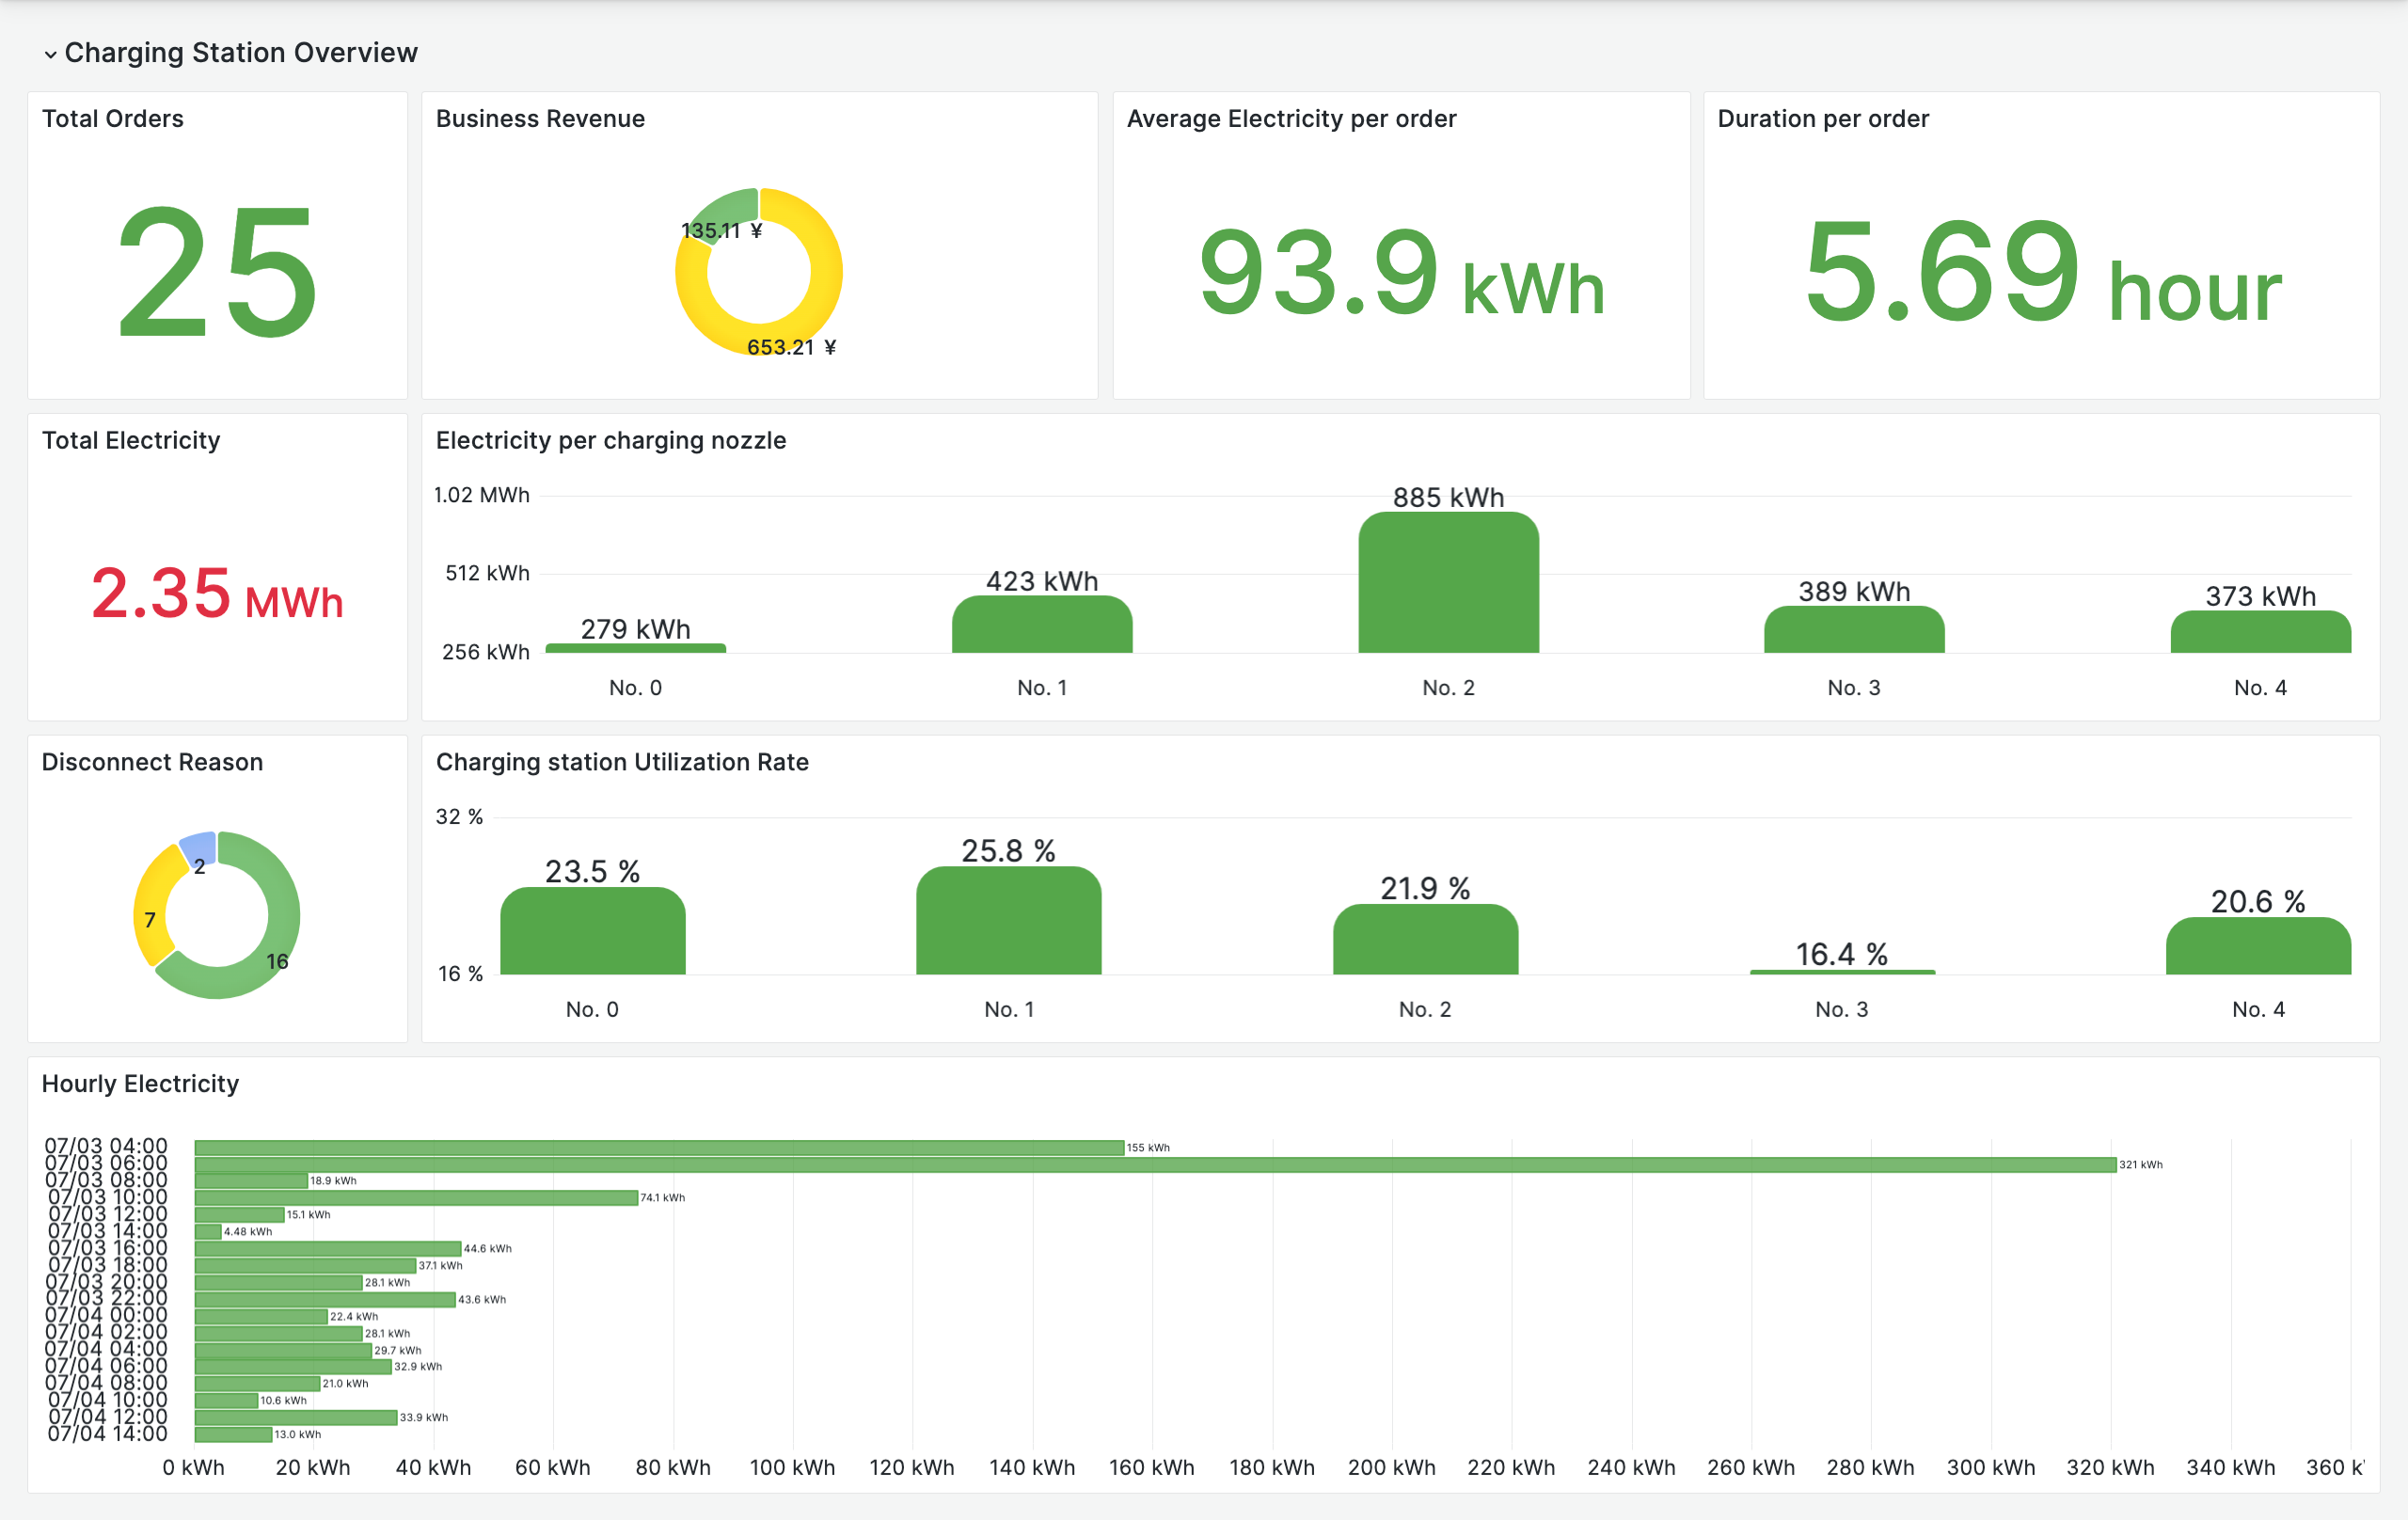 Charging Station Overview
Total Orders
25
Business Revenue
135.11 ¥
653.21 ¥
Average Electricity per order
93.9 kWh
Duration per order
5.69 hour
Total Electricity
2.35 MWh
Electricity per charging nozzle
1.02 MWh
512 kWh
256 kWh
279 kWh
423 kWh
885 kWh
389 kWh
373 kWh
No. 0
No. 1
No. 2
No. 3
No. 4
Disconnect Reason
2
7
16
Charging station Utilization Rate
32 %
16 %
23.5 %
25.8 %
21.9 %
16.4 %
20.6 %
No. 0
No. 1
No. 2
No. 3
No. 4
Hourly Electricity
07/03 04:00 155 kWh
07/03 06:00 321 kWh
07/03 08:00 18.9 kWh
07/03 10:00 74.1 kWh
07/03 12:00 15.1 kWh
07/03 14:00 4.48 kWh
07/03 16:00 44.6 kWh
07/03 18:00 37.1 kWh
07/03 20:00 28.1 kWh
07/03 22:00 43.6 kWh
07/04 00:00 22.4 kWh
07/04 02:00 28.1 kWh
07/04 04:00 29.7 kWh
07/04 06:00 32.9 kWh
07/04 08:00 21.0 kWh
07/04 10:00 10.6 kWh
07/04 12:00 33.9 kWh
07/04 14:00 13.0 kWh
0 kWh 20 kWh 40 kWh 60 kWh 80 kWh 100 kWh 120 kWh 140 kWh 160 kWh 180 kWh 200 kWh 220 kWh 240 kWh 260 kWh 280 kWh 300 kWh 320 kWh 340 kWh 360 k